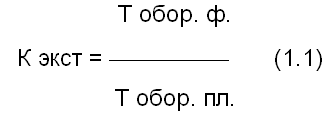 Т обор. ф.
К экст = (1.1)
Т обор. пл.